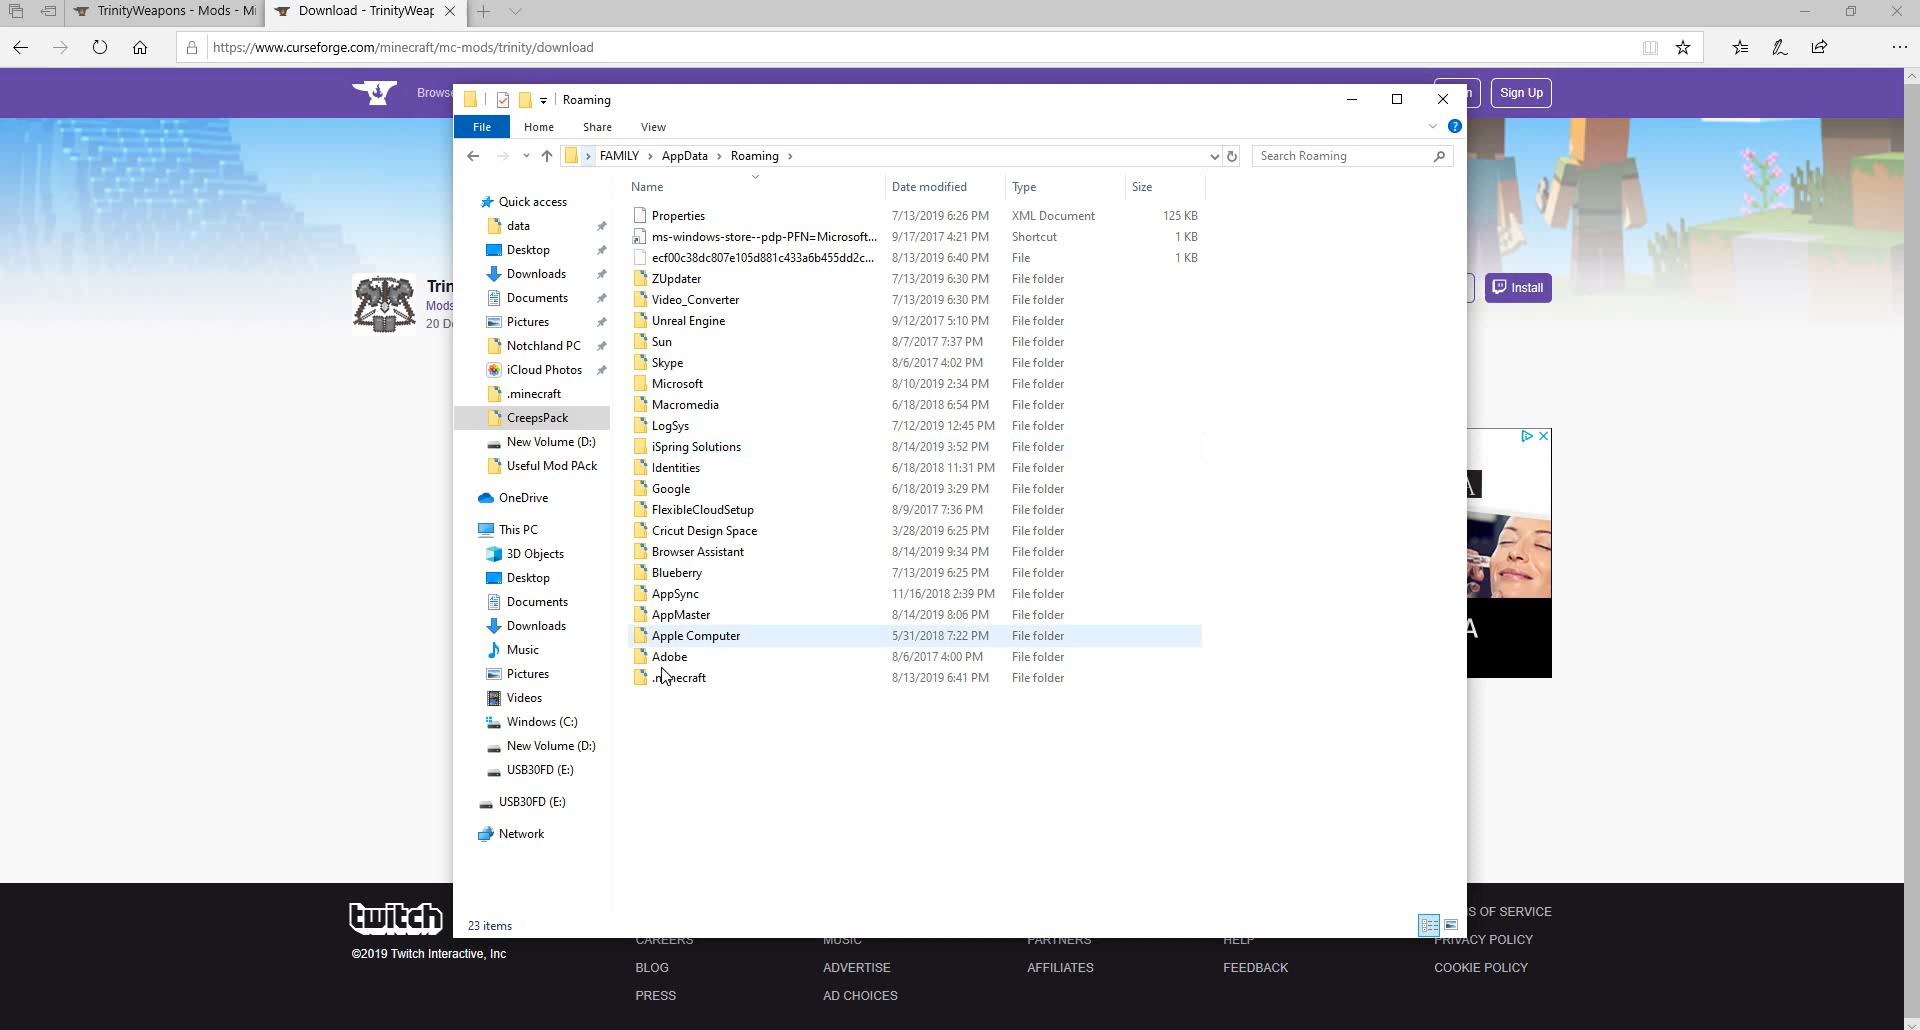 TrinityWeapons - Mods - Mi
Download - TrinityWeap
https://www.curseforge.com/minecraft/mc-mods/trinity/download
Browse
Sign Up
Roaming
File Home Share View
FAMILY > AppData > Roaming >
Search Roaming
Name Date modified Type Size
Trin
Mods
20 D
Install
Quick access
data
Desktop
Downloads
Documents
Pictures
Notchland PC
iCloud Photos
.minecraft
CreepsPack
New Volume (D:)
Useful Mod PAck
OneDrive
This PC
3D Objects
Desktop
Documents
Downloads
Music
Pictures
Videos
Windows (C:)
New Volume (D:)
USB30FD (E:)
USB30FD (E:)
Network
Properties 7/13/2019 6:26 PM XML Document 125 KB
ms-windows-store--pdp-PFN=Microsoft... 9/17/2017 4:21 PM Shortcut 1 KB
ecf00c38dc807e105d881c433a6b455dd2c... 8/13/2019 6:40 PM File 1 KB
ZUpdater 7/13/2019 6:30 PM File folder
Video_Converter 7/13/2019 6:30 PM File folder
Unreal Engine 9/12/2017 5:10 PM File folder
Sun 8/7/2017 7:37 PM File folder
Skype 8/6/2017 4:02 PM File folder
Microsoft 8/10/2019 2:34 PM File folder
Macromedia 6/18/2018 6:54 PM File folder
LogSys 7/12/2019 12:45 PM File folder
iSpring Solutions 8/14/2019 3:52 PM File folder
Identities 6/18/2018 11:31 PM File folder
Google 6/18/2019 3:29 PM File folder
FlexibleCloudSetup 8/9/2017 7:36 PM File folder
Cricut Design Space 3/28/2019 6:25 PM File folder
Browser Assistant 8/14/2019 9:34 PM File folder
Blueberry 7/13/2019 6:25 PM File folder
AppSync 11/16/2018 2:39 PM File folder
AppMaster 8/14/2019 8:06 PM File folder
Apple Computer 5/31/2018 7:22 PM File folder
Adobe 8/6/2017 4:00 PM File folder
.minecraft 8/13/2019 6:41 PM File folder
A
A
23 items
twitch
©2019 Twitch Interactive, Inc
CAREERS MUSIC PARTNERS HELP
S OF SERVICE
PRIVACY POLICY
BLOG ADVERTISE AFFILIATES FEEDBACK COOKIE POLICY
PRESS AD CHOICES